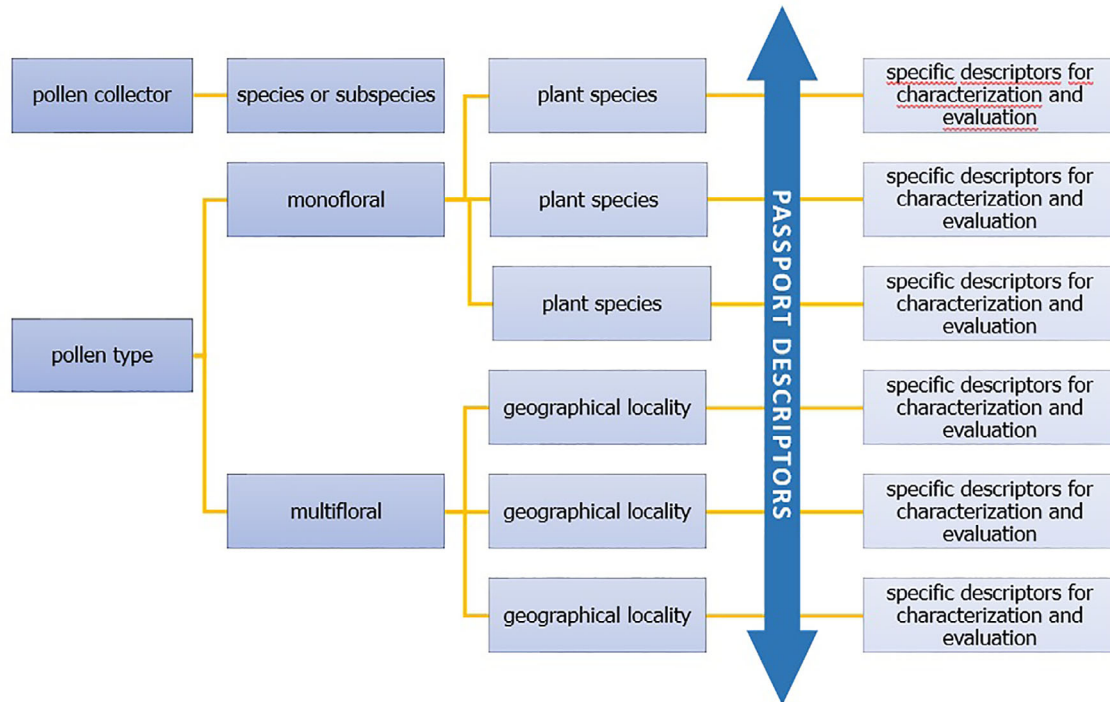 pollen collector
species or subspecies
plant species
specific descriptors for
characterization and
evaluation
monofloral
plant species
specific descriptors for
characterization and
evaluation
plant species
specific descriptors for
characterization and
evaluation
pollen type
geographical locality
specific descriptors for
characterization and
evaluation
multifloral
geographical locality
specific descriptors for
characterization and
evaluation
geographical locality
specific descriptors for
characterization and
evaluation
PASSPORT DESCRIPTORS